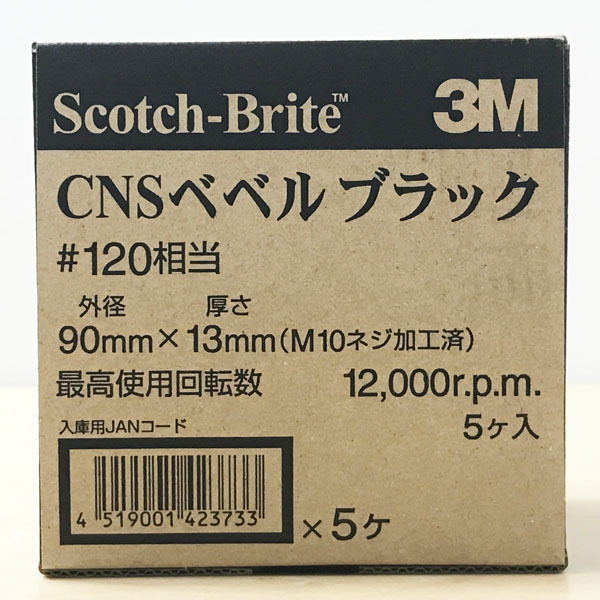 Scotch-Brite™ 3M
CNSベベル ブラック
#120相当
外径 厚さ
90mm×13mm(M10ネジ加工済)
最高使用回転数 12,000r.p.m.
5ヶ入
入庫用JANコード
4 519001 423733
×5ケ